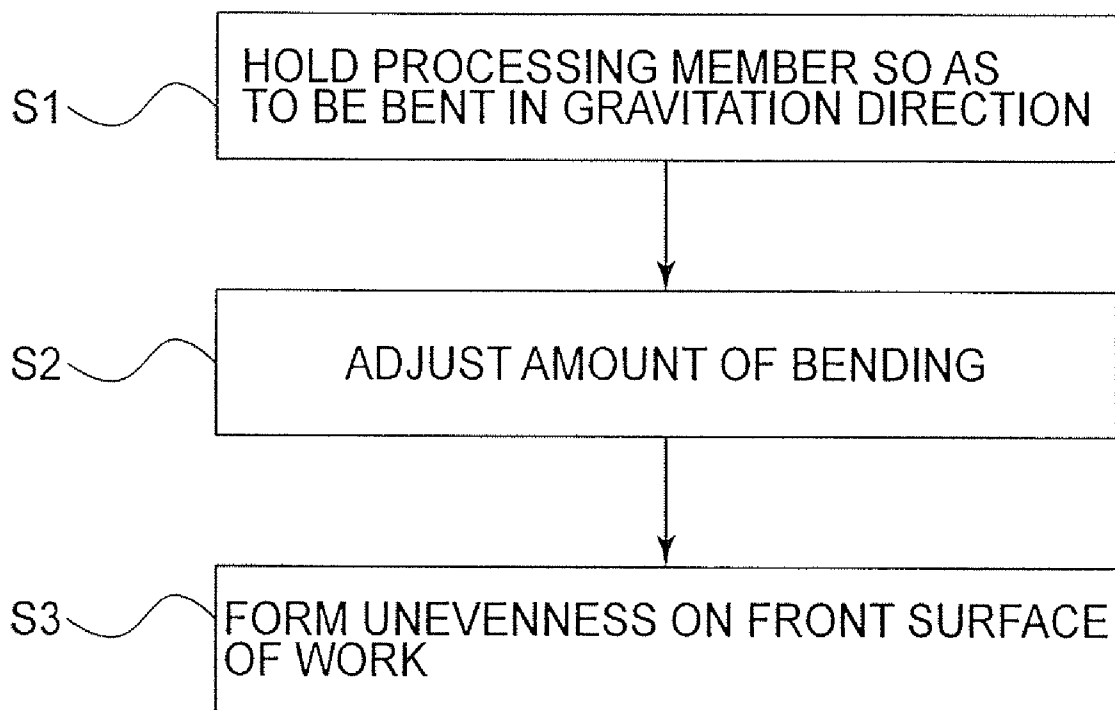 S1
HOLD PROCESSING MEMBER SO AS
TO BE BENT IN GRAVITATION DIRECTION
S2
ADJUST AMOUNT OF BENDING
S3
FORM UNEVENNESS ON FRONT SURFACE
OF WORK